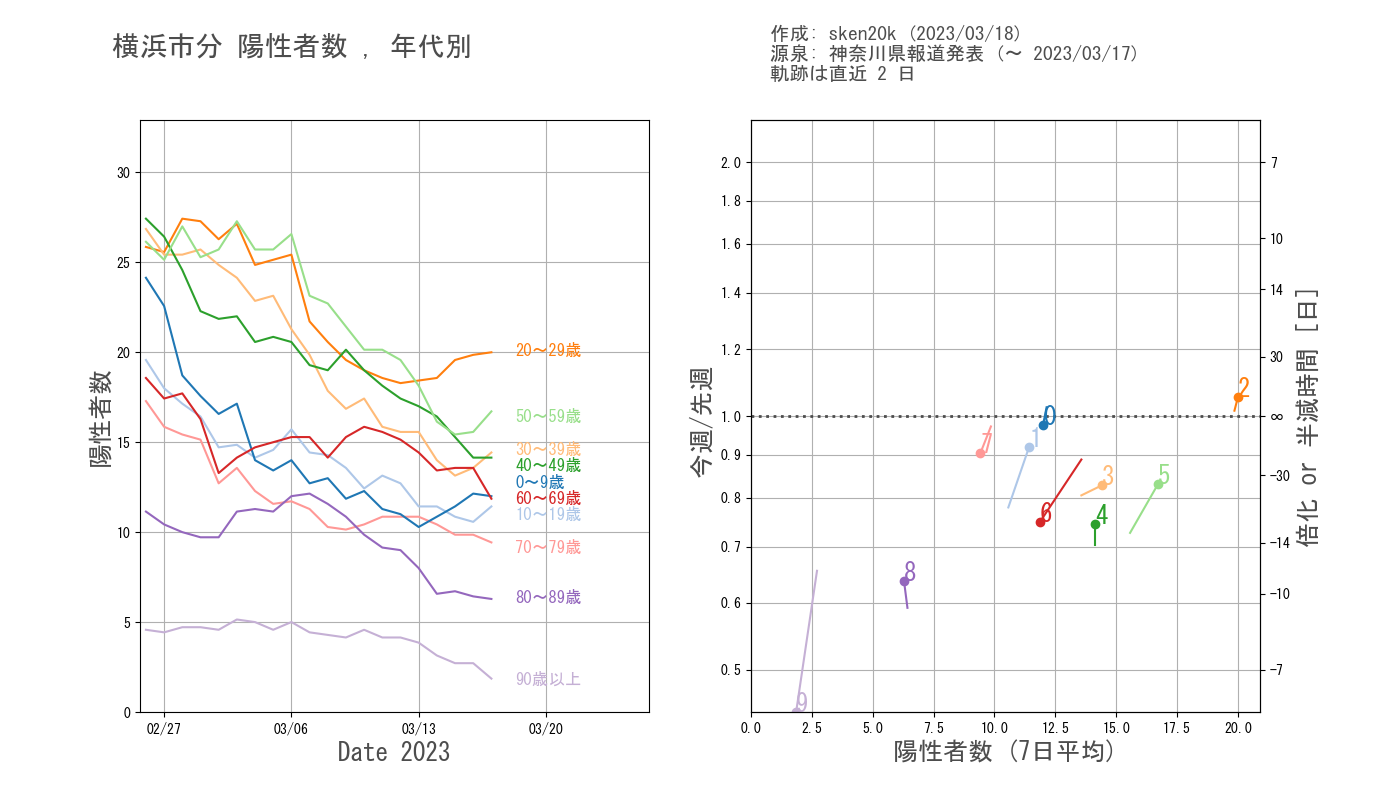 横浜市分 陽性者数 , 年代別
作成: sken20k (2023/03/18)
源泉: 神奈川県報道発表 (〜 2023/03/17)
軌跡は直近 2 日
陽性者数
30
25
20
15
10
5
0
02/27
03/06
03/13
03/20
Date 2023
20〜29歳
50〜59歳
30〜39歳
40〜49歳
0〜9歳
60〜69歳
10〜19歳
70〜79歳
80〜89歳
90歳以上
今週/先週
2.0
1.8
1.6
1.4
1.2
1.0
0.9
0.8
0.7
0.6
0.5
0.0
2.5
5.0
7.5
10.0
12.5
15.0
17.5
20.0
陽性者数 (7日平均)
2
0
1
7
3
5
6
4
8
9
7
10
14
30
∞
−30
−14
−10
−7
倍化 or 半減時間 [日]